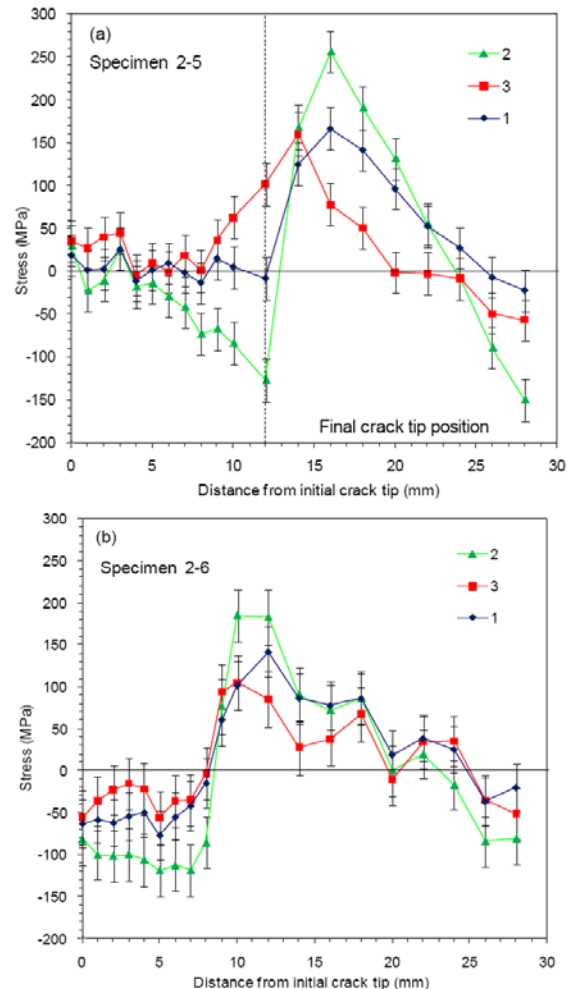 (a)
Specimen 2-5
2
3
1
Stress (MPa)
300
250
200
150
100
50
0
-50
-100
-150
-200
Final crack tip position
0 5 10 15 20 25 30
Distance from initial crack tip (mm)
(b)
Specimen 2-6
2
3
1
Stress (MPa)
300
250
200
150
100
50
0
-50
-100
-150
-200
0 5 10 15 20 25 30
Distance from initial crack tip (mm)